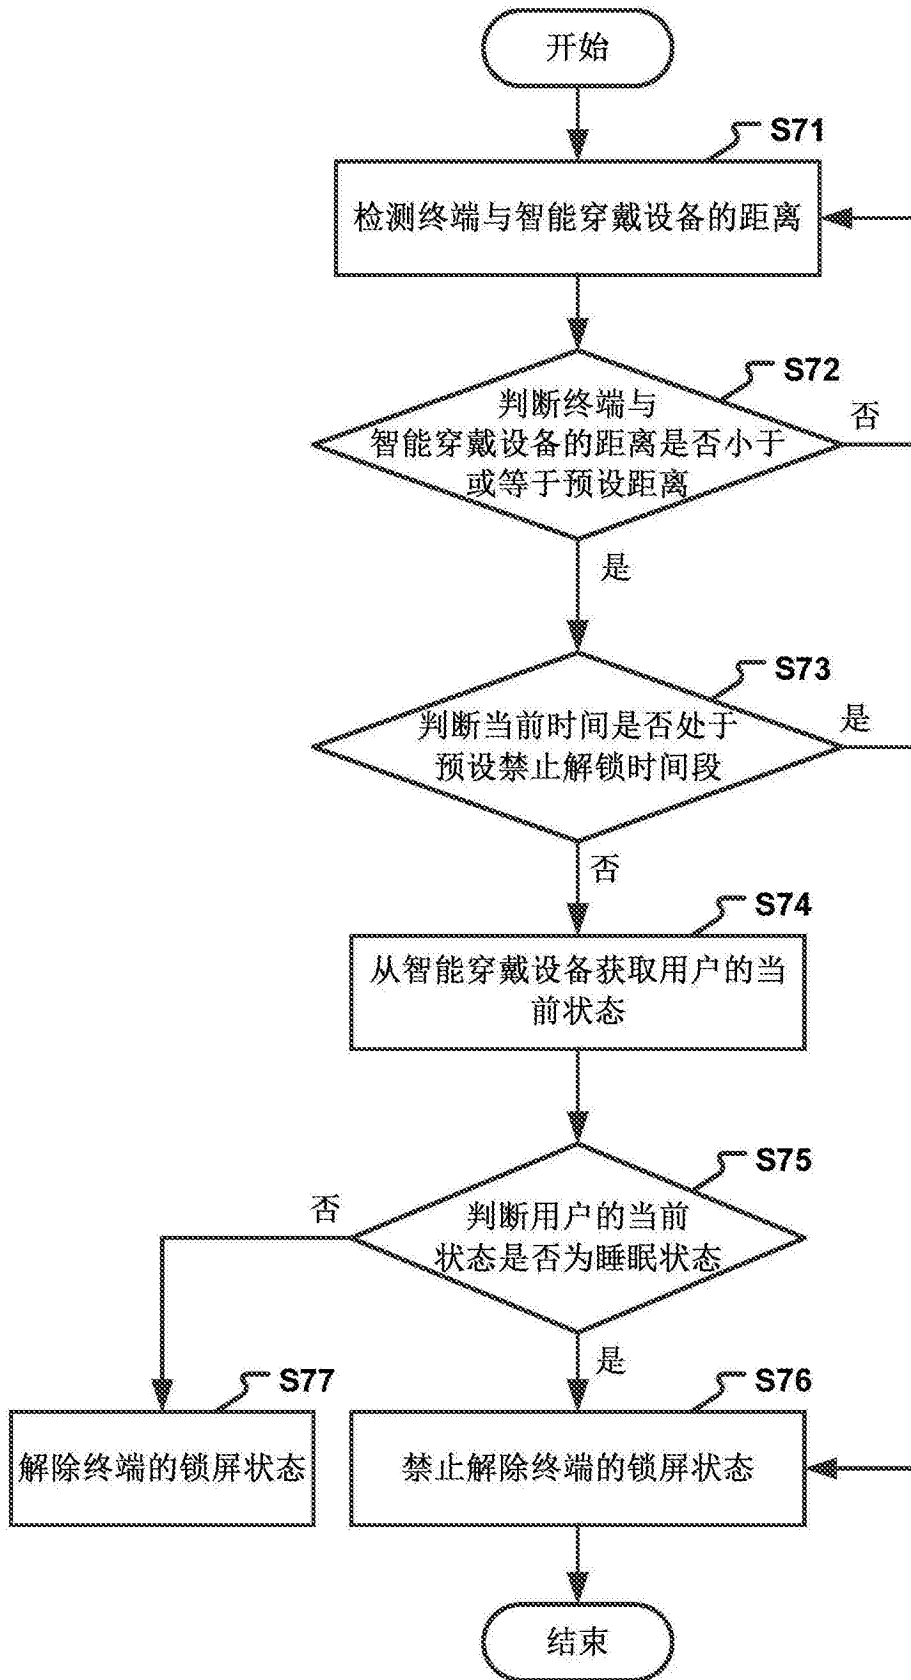 开始
S71
检测终端与智能穿戴设备的距离
S72
判断终端与
智能穿戴设备的距离是否小于
或等于预设距离
否
是
S73
判断当前时间是否处于
预设禁止解锁时间段
是
否
S74
从智能穿戴设备获取用户的当
前状态
S75
判断用户的当前
状态是否为睡眠状态
否
是
S77
解除终端的锁屏状态
S76
禁止解除终端的锁屏状态
结束